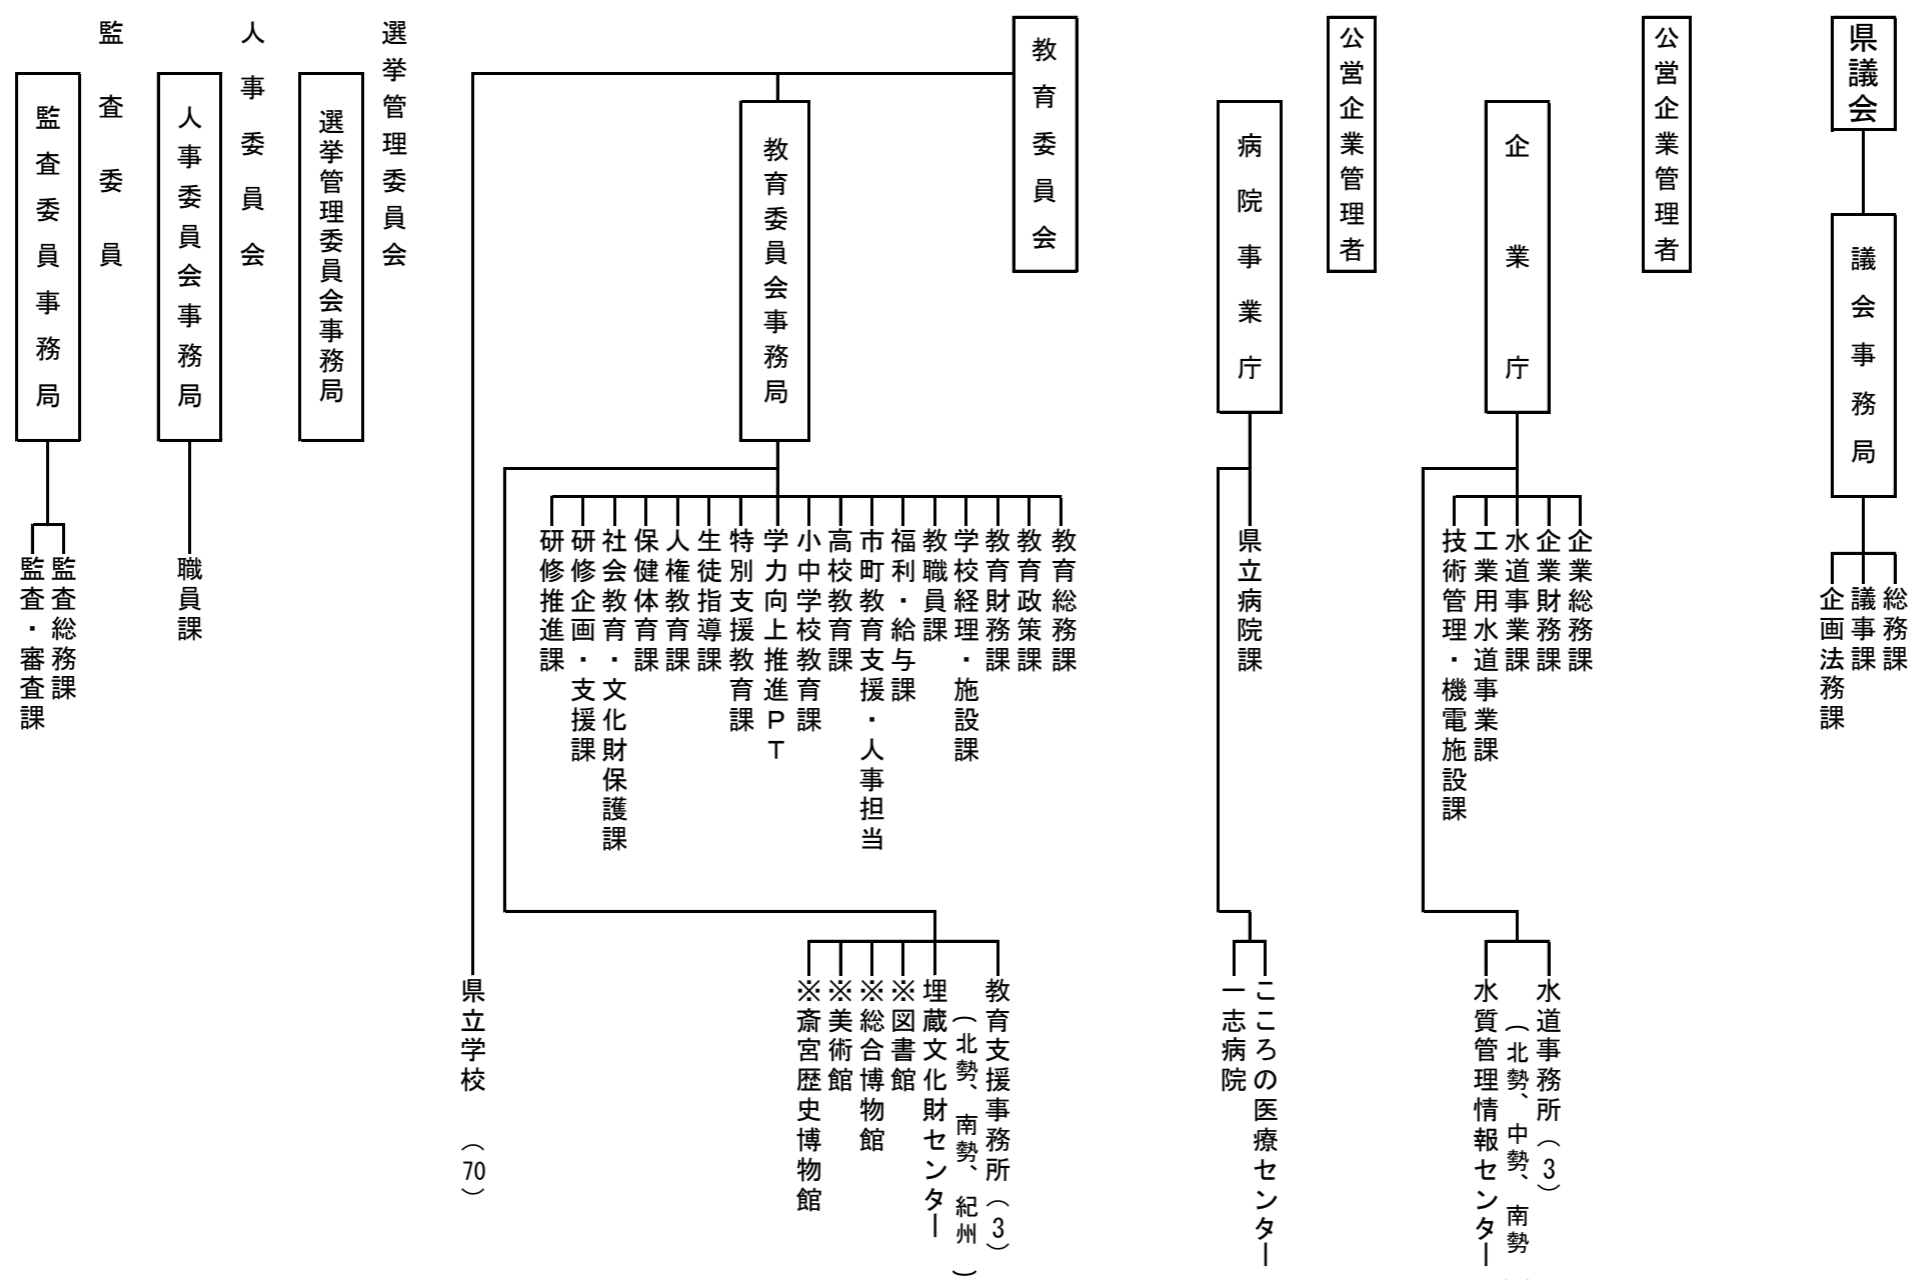 県議会
議会事務局
総務課
議事課
企画法務課
公営企業管理者
企業庁
企業総務課
企業財務課
水道事業課
工業用水道事業課
技術管理・機電施設課
水道事務所（3）
（北勢、中勢、南勢
水質管理情報センター
公営企業管理者
病院事業庁
県立病院課
こころの医療センター
一志病院
教育委員会
教育委員会事務局
教育総務課
教育政策課
教育財務課
学校経理・施設課
教職員課
福利・給与課
市町教育支援・人事担当
高校教育課
小中学校教育課
学力向上推進ＰＴ
特別支援教育課
生徒指導課
人権教育課
保健体育課
社会教育・文化財保護課
研修企画・支援課
研修推進課
教育支援事務所（3）
（北勢、南勢、紀州）
埋蔵文化財センター
※図書館
※総合博物館
※美術館
※斎宮歴史博物館
県立学校（70）
選挙管理委員会
選挙管理委員会事務局
人事委員会
人事委員会事務局
職員課
監査委員
監査委員事務局
監査総務課
監査・審査課